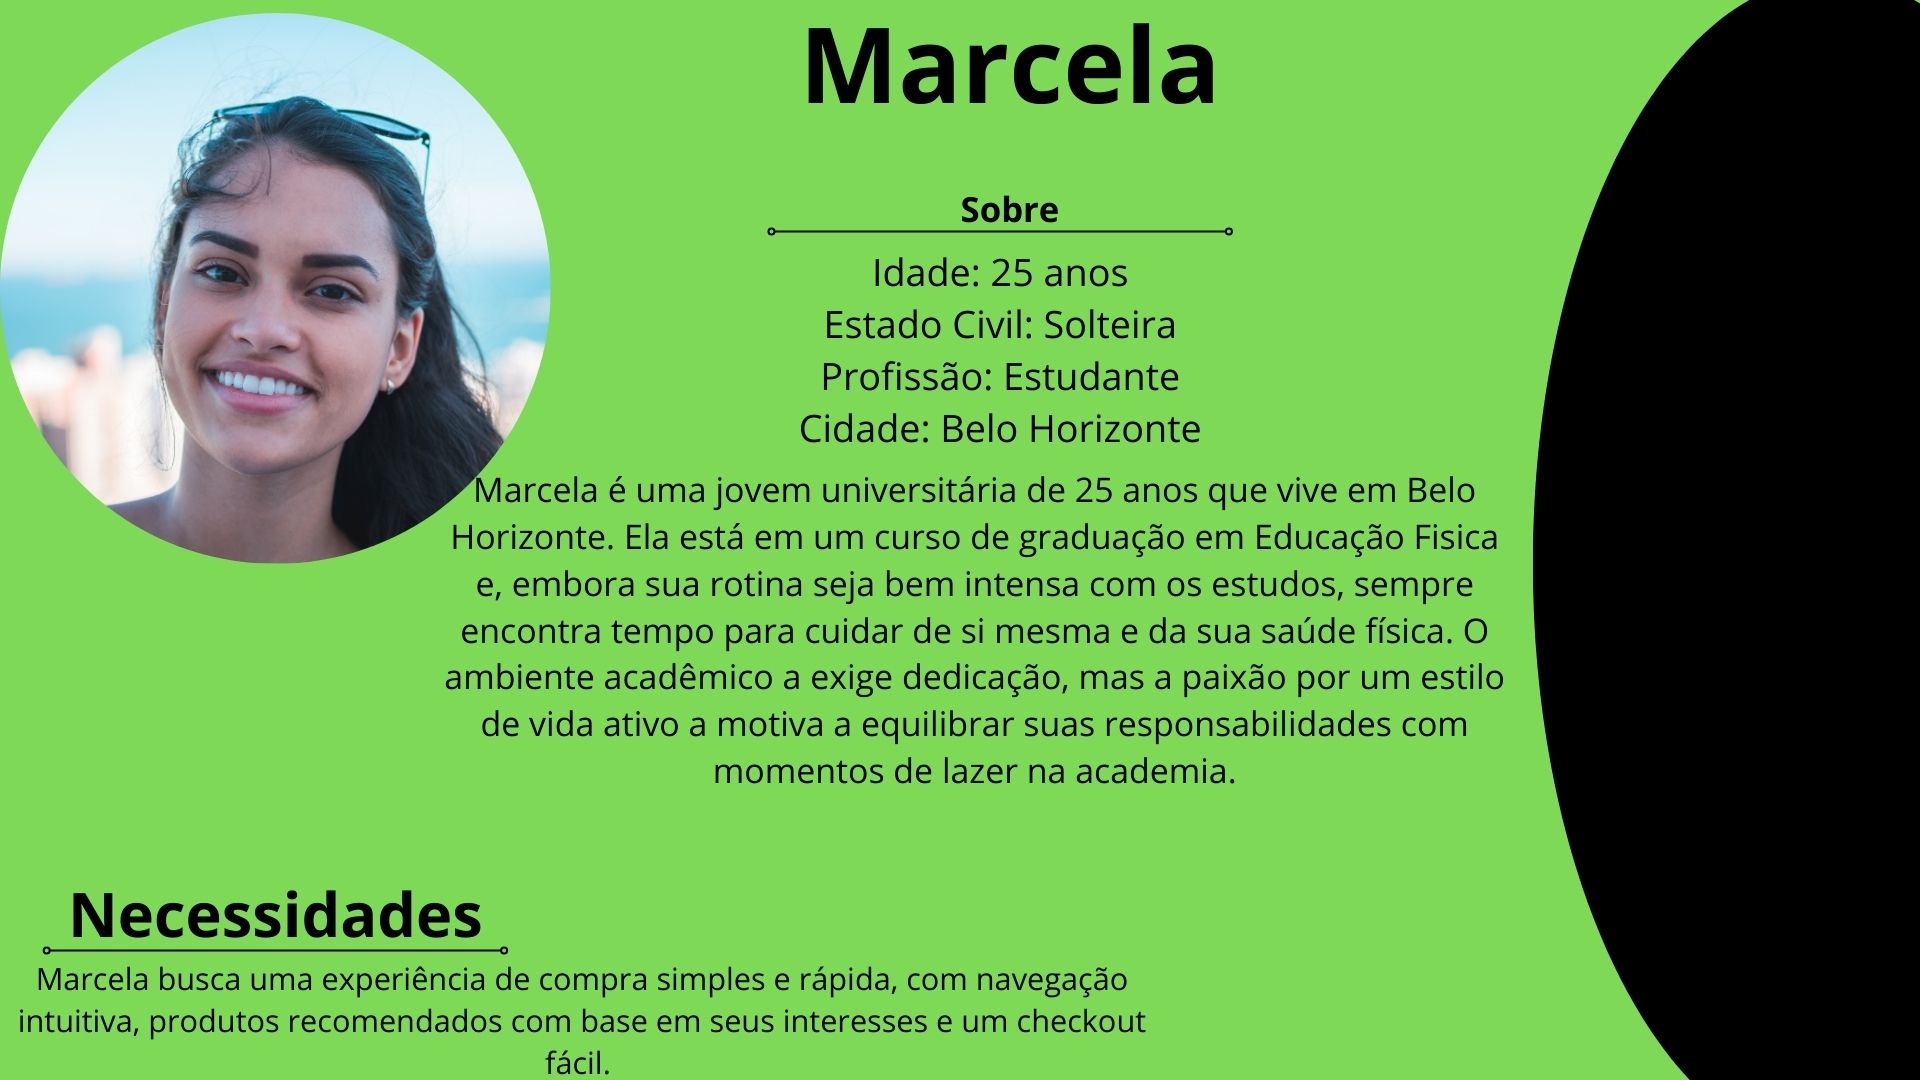 Marcela
Sobre
Idade: 25 anos
Estado Civil: Solteira
Profissão: Estudante
Cidade: Belo Horizonte
Marcela é uma jovem universitária de 25 anos que vive em Belo
Horizonte. Ela está em um curso de graduação em Educação Fisica
e, embora sua rotina seja bem intensa com os estudos, sempre
encontra tempo para cuidar de si mesma e da sua saúde física. O
ambiente acadêmico a exige dedicação, mas a paixão por um estilo
de vida ativo a motiva a equilibrar suas responsabilidades com
momentos de lazer na academia.
Necessidades
Marcela busca uma experiência de compra simples e rápida, com navegação
intuitiva, produtos recomendados com base em seus interesses e um checkout
fácil.